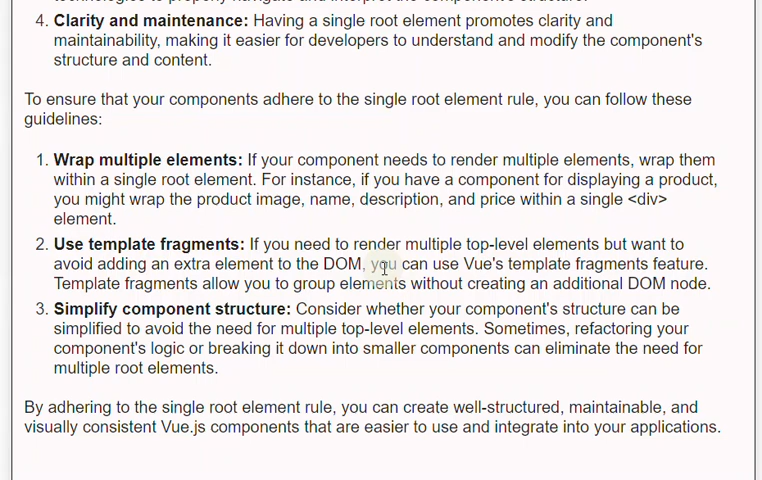 4. Clarity and maintenance: Having a single root element promotes clarity and
maintainability, making it easier for developers to understand and modify the component's
structure and content.
To ensure that your components adhere to the single root element rule, you can follow these
guidelines:
1. Wrap multiple elements: If your component needs to render multiple elements, wrap them
within a single root element. For instance, if you have a component for displaying a product,
you might wrap the product image, name, description, and price within a single <div>
element.
2. Use template fragments: If you need to render multiple top-level elements but want to
avoid adding an extra element to the DOM, you can use Vue's template fragments feature.
Template fragments allow you to group elements without creating an additional DOM node.
3. Simplify component structure: Consider whether your component's structure can be
simplified to avoid the need for multiple top-level elements. Sometimes, refactoring your
component's logic or breaking it down into smaller components can eliminate the need for
multiple root elements.
By adhering to the single root element rule, you can create well-structured, maintainable, and
visually consistent Vue.js components that are easier to use and integrate into your applications.